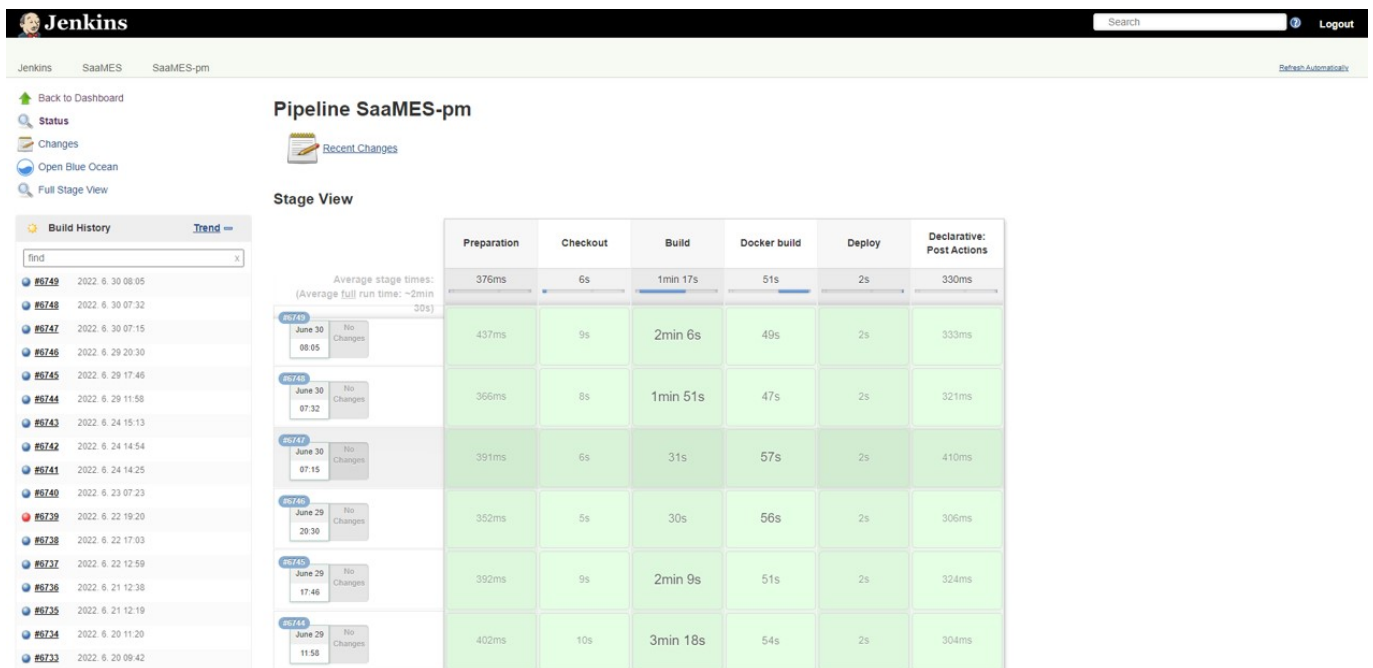 Jenkins
Search
Logout
Jenkins SaaMES SaaMES-pm
Refresh Automatically
Back to Dashboard
Status
Changes
Open Blue Ocean
Full Stage View
Build History Trend
find x
#6749 2022. 6. 30 08:05
#6748 2022. 6. 30 07:32
#6747 2022. 6. 30 07:15
#6746 2022. 6. 29 20:30
#6745 2022. 6. 29 17:46
#6744 2022. 6. 29 11:58
#6743 2022. 6. 24 15:13
#6742 2022. 6. 24 14:54
#6741 2022. 6. 24 14:25
#6740 2022. 6. 23 07:23
#6739 2022. 6. 22 19:20
#6738 2022. 6. 22 17:03
#6737 2022. 6. 22 12:59
#6736 2022. 6. 21 12:38
#6735 2022. 6. 21 12:19
#6734 2022. 6. 20 11:20
#6733 2022. 6. 20 09:42
Pipeline SaaMES-pm
Recent Changes
Stage View
Preparation Checkout Build Docker build Deploy Declarative:
Post Actions
Average stage times: 376ms 6s 1min 17s 51s 2s 330ms
(Average full run time: ~2min
30s)
#6749
June 30 No
Changes
08:05
437ms 9s 2min 6s 49s 2s 333ms
#6748
June 30 No
Changes
07:32
366ms 8s 1min 51s 47s 2s 321ms
#6747
June 30 No
Changes
07:15
391ms 6s 31s 57s 2s 410ms
#6746
June 29 No
Changes
20:30
352ms 5s 30s 56s 2s 306ms
#6745
June 29 No
Changes
17:46
392ms 9s 2min 9s 51s 2s 324ms
#6744
June 29 No
Changes
11:58
402ms 10s 3min 18s 54s 2s 304ms